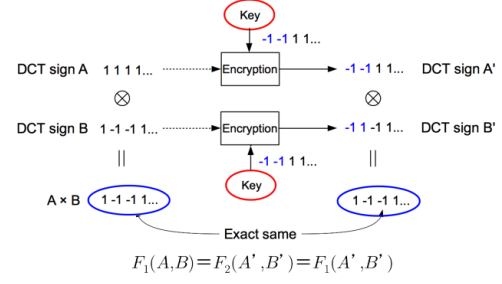 Key
-1 -1 1 1...
DCT sign A 1 1 1 1... Encryption -1 -1 1 1... DCT sign A'
⊗ ⊗
DCT sign B 1 -1 -1 1... Encryption -1 1 -1 1... DCT sign B'
|| -1 -1 1 1... ||
Key
A × B 1 -1 -1 1... 1 -1 -1 1...
Exact same
F₁(A,B)=F₂(A',B')=F₁(A',B')